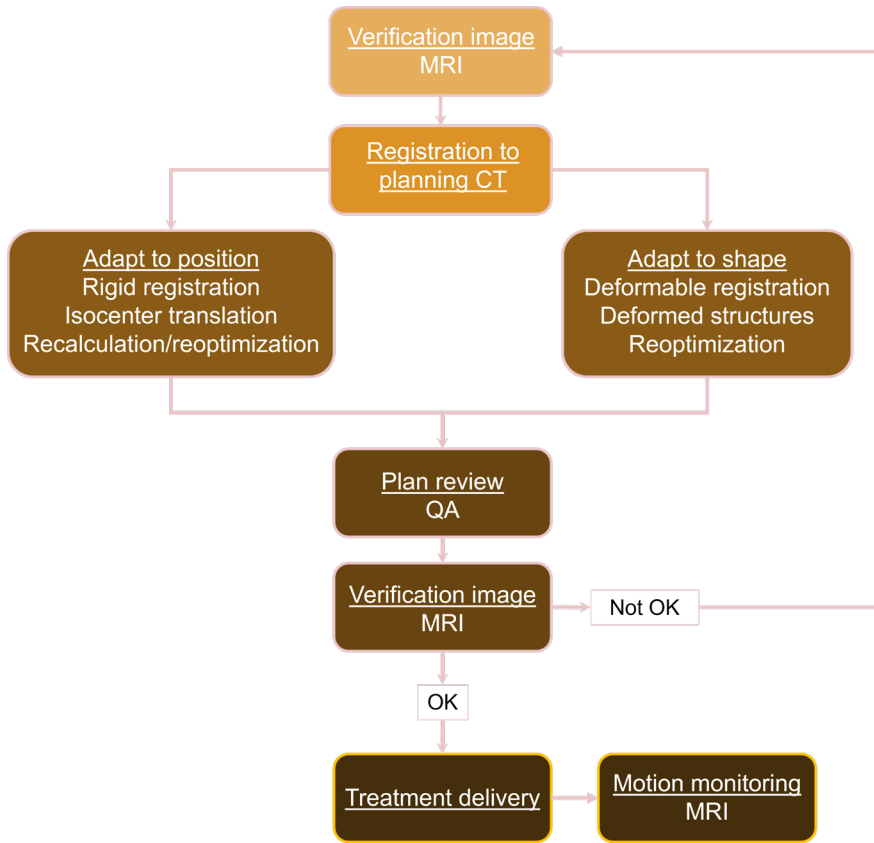 Verification image
MRI
Registration to
planning CT
Adapt to position
Rigid registration
Isocenter translation
Recalculation/reoptimization
Adapt to shape
Deformable registration
Deformed structures
Reoptimization
Plan review
QA
Verification image
MRI
Not OK
OK
Treatment delivery
Motion monitoring
MRI